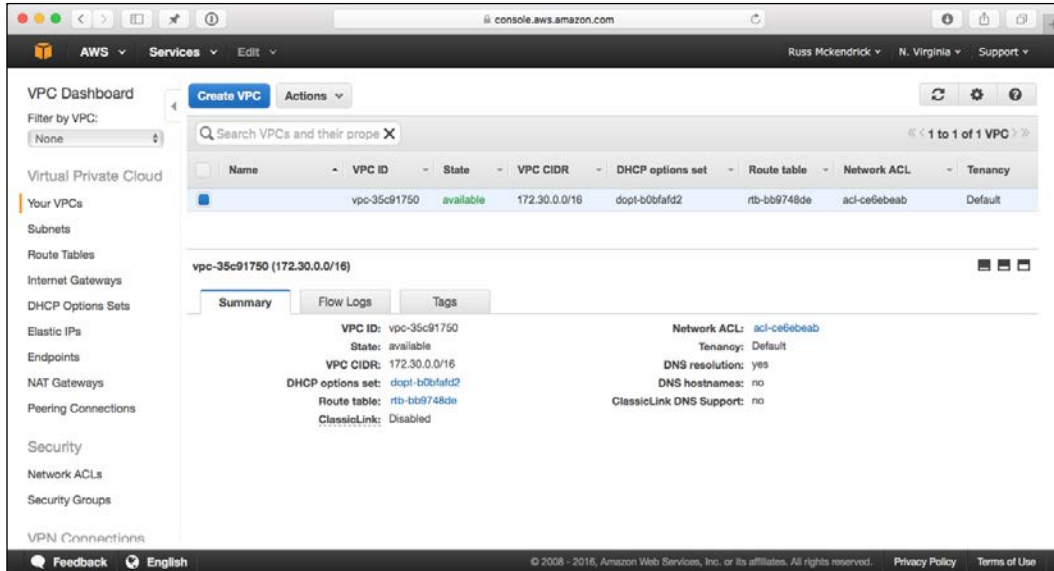 console.aws.amazon.com
AWS Services Edit Russ Mckendrick N. Virginia Support
VPC Dashboard
Filter by VPC:
None
Virtual Private Cloud
Your VPCs
Subnets
Route Tables
Internet Gateways
DHCP Options Sets
Elastic IPs
Endpoints
NAT Gateways
Peering Connections
Security
Network ACLs
Security Groups
VPN Connections
Create VPC Actions
Search VPCs and their prope X
1 to 1 of 1 VPC
Name VPC ID State VPC CIDR DHCP options set Route table Network ACL Tenancy
vpc-35c91750 available 172.30.0.0/16 dopt-b0bfafd2 rtb-bb9748de acl-ce6ebeab Default
vpc-35c91750 (172.30.0.0/16)
Summary Flow Logs Tags
VPC ID: vpc-35c91750
State: available
VPC CIDR: 172.30.0.0/16
DHCP options set: dopt-b0bfafd2
Route table: rtb-bb9748de
ClassicLink: Disabled
Network ACL: acl-ce6ebeab
Tenancy: Default
DNS resolution: yes
DNS hostnames: no
ClassicLink DNS Support: no
Feedback English © 2008 - 2016, Amazon Web Services, Inc. or its affiliates. All rights reserved. Privacy Policy Terms of Use